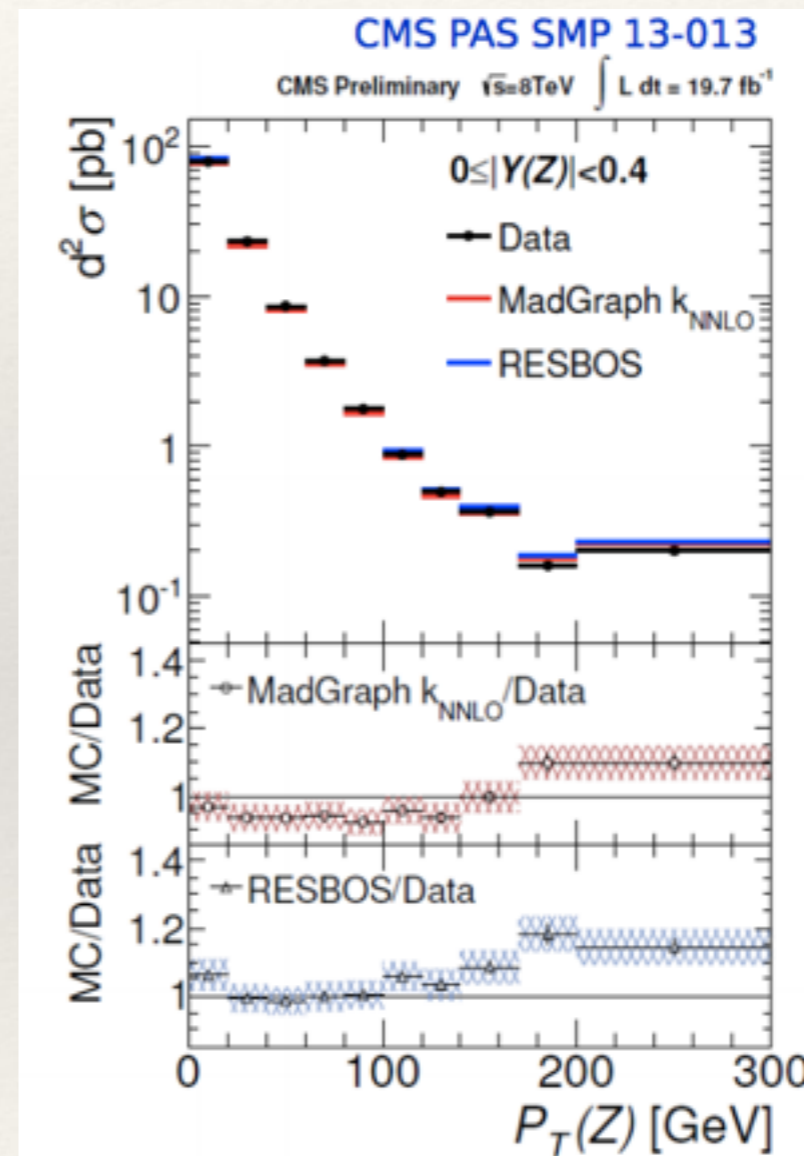 CMS PAS SMP 13-013
CMS Preliminary √s=8TeV ∫ L dt = 19.7 fb⁻¹
d²σ [pb]
10²
10
1
10⁻¹
0≤|Y(Z)|<0.4
Data
MadGraph k_NNLO
RESBOS
MC/Data
1.4
1.2
1
MadGraph k_NNLO/Data
MC/Data
1.4
1.2
1
RESBOS/Data
0 100 200 300
P_T(Z) [GeV]